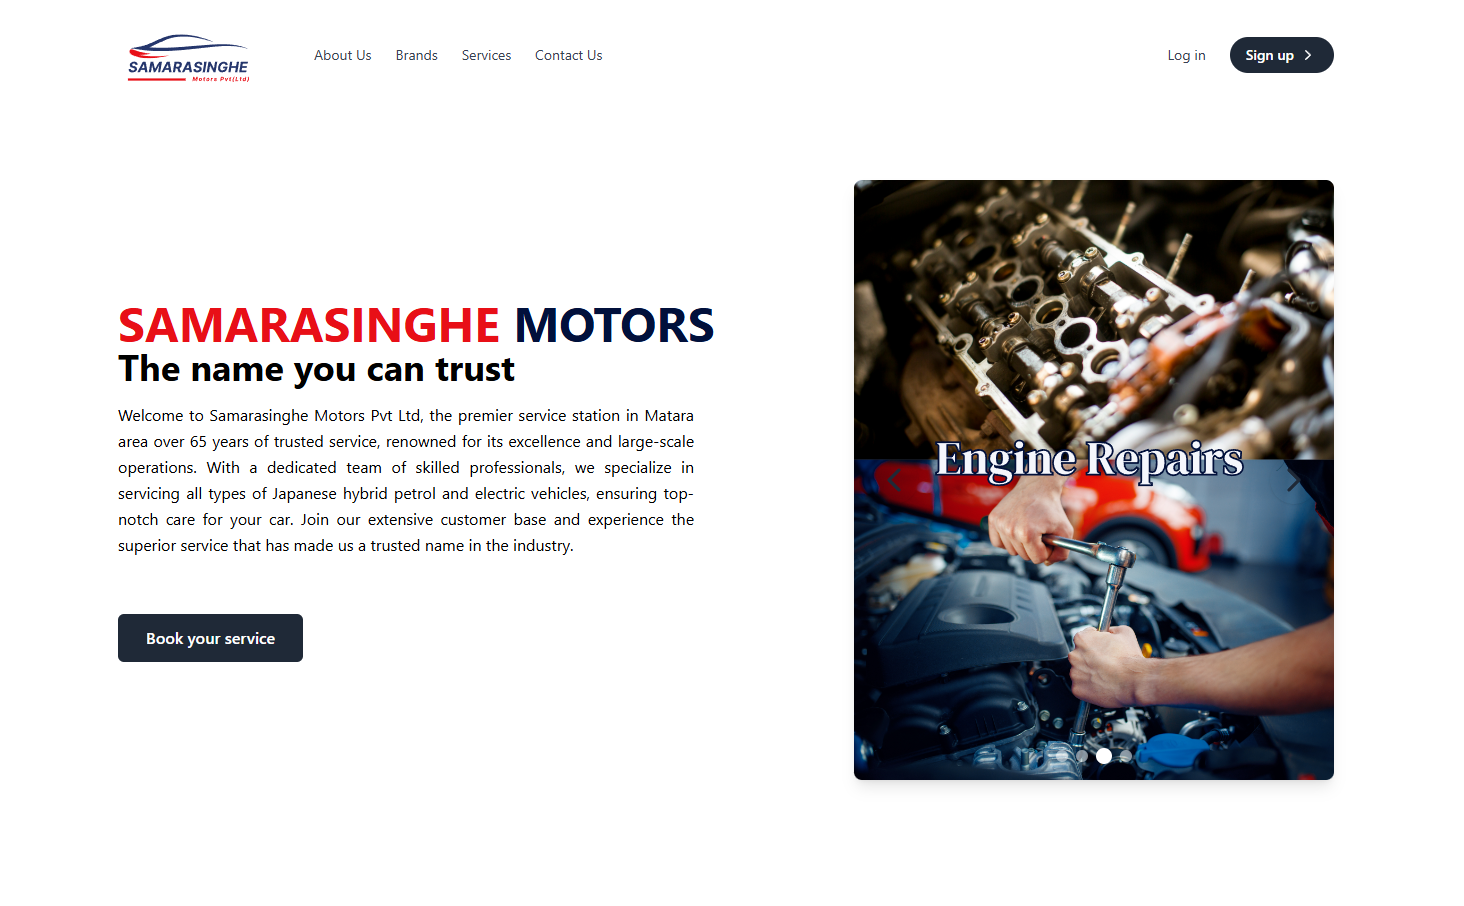 SAMARASINGHE
Motors Pvt(Ltd)
About Us
Brands
Services
Contact Us
Log in
Sign up
SAMARASINGHE MOTORS
The name you can trust
Welcome to Samarasinghe Motors Pvt Ltd, the premier service station in Matara
area over 65 years of trusted service, renowned for its excellence and large-scale
operations. With a dedicated team of skilled professionals, we specialize in
servicing all types of Japanese hybrid petrol and electric vehicles, ensuring top-
notch care for your car. Join our extensive customer base and experience the
superior service that has made us a trusted name in the industry.
Book your service
Engine Repairs